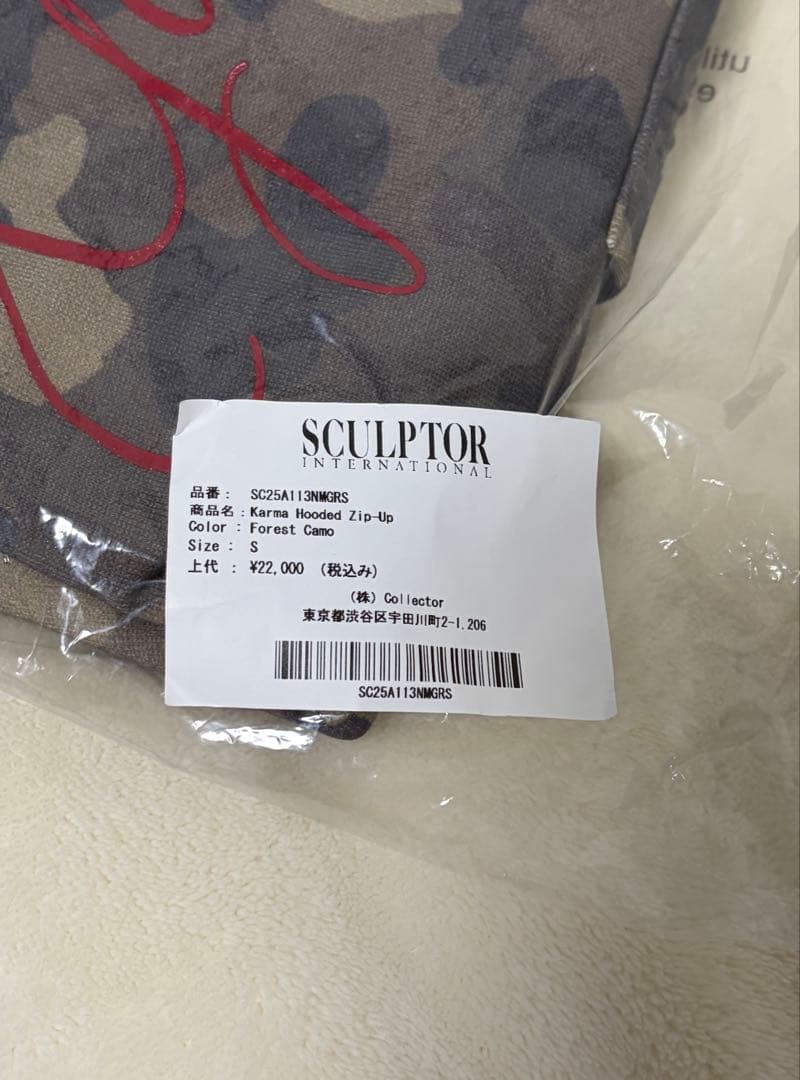 SCULPTOR
INTERNATIONAL
品番： SC25A113NMGRS
商品名：Karma Hooded Zip-Up
Color : Forest Camo
Size : S
上代 ： ¥22,000 (税込み)
(株) Collector
東京都渋谷区宇田川町2-1,206
SC25A113NMGRS